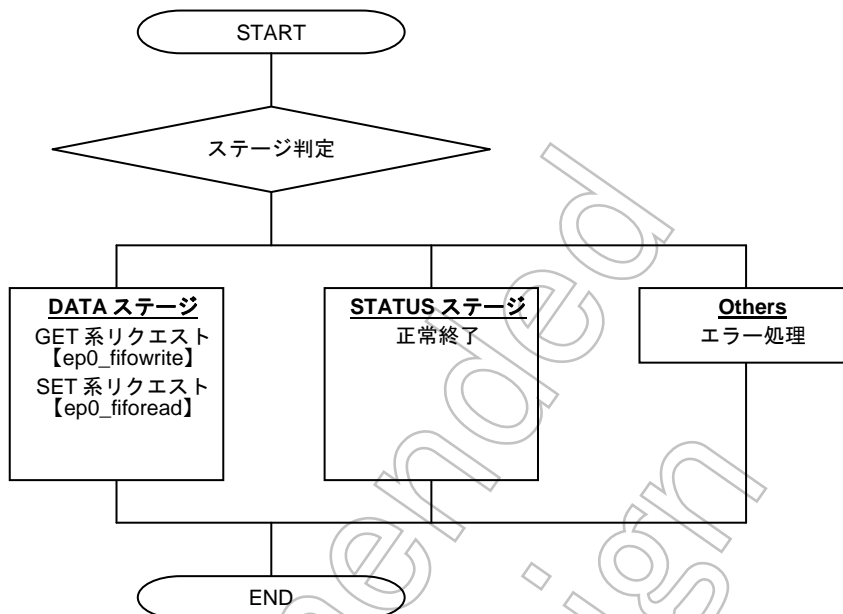 START
ステージ判定
DATA ステージ
GET 系リクエスト
【ep0_fifowrite】
SET 系リクエスト
【ep0_fiforead】
STATUS ステージ
正常終了
Others
エラー処理
END